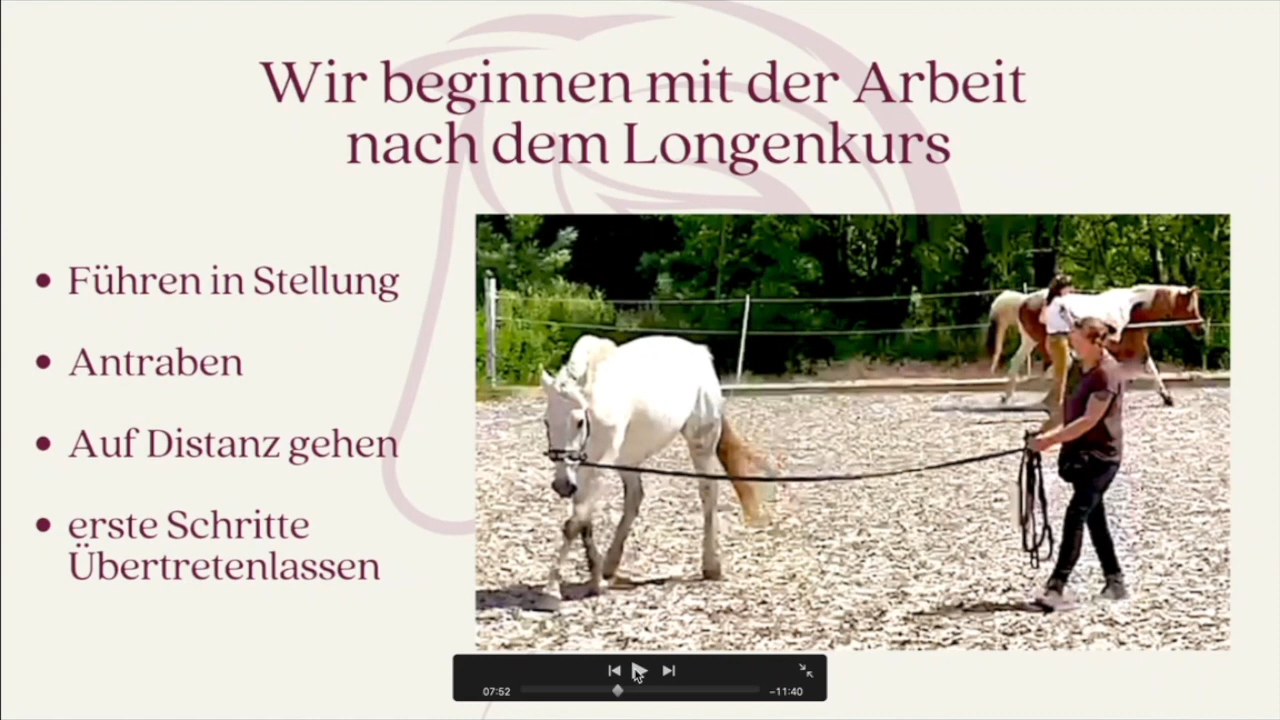 Wir beginnen mit der Arbeit
nach dem Longenkurs
• Führen in Stellung
• Antraben
• Auf Distanz gehen
• erste Schritte
Übertretenlassen
07:52
−11:40